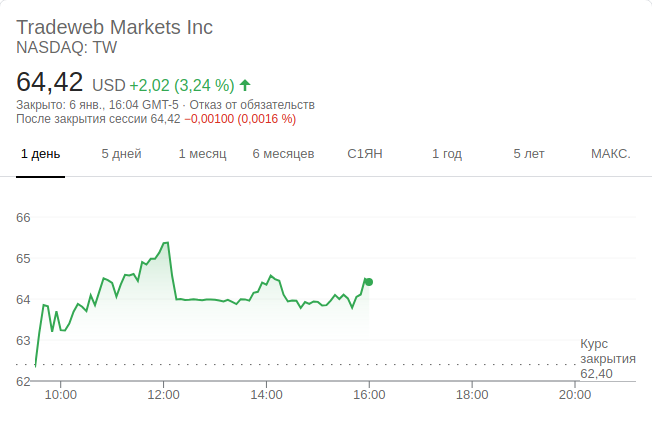 Tradeweb Markets Inc
NASDAQ: TW
64,42 USD +2,02 (3,24 %)
Закрыто: 6 янв., 16:04 GMT-5 · Отказ от обязательств
После закрытия сессии 64,42 −0,00100 (0,0016 %)
1 день 5 дней 1 месяц 6 месяцев С1ЯН 1 год 5 лет МАКС.
66
65
64
63
62
Курс
закрытия
62,40
10:00 12:00 14:00 16:00 18:00 20:00